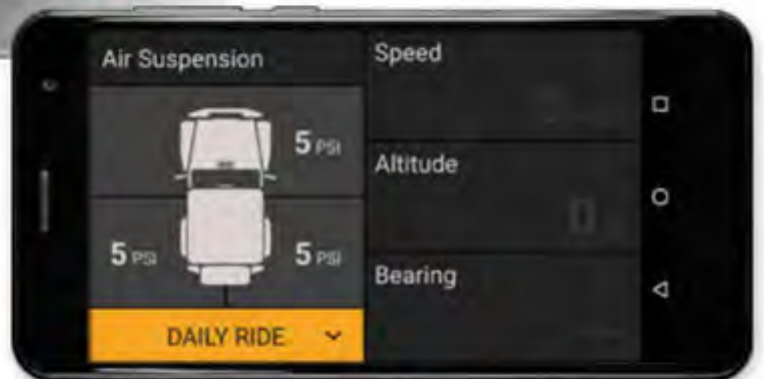 Air Suspension
5 PSI
5 PSI
5 PSI
DAILY RIDE
Speed
Altitude
Bearing